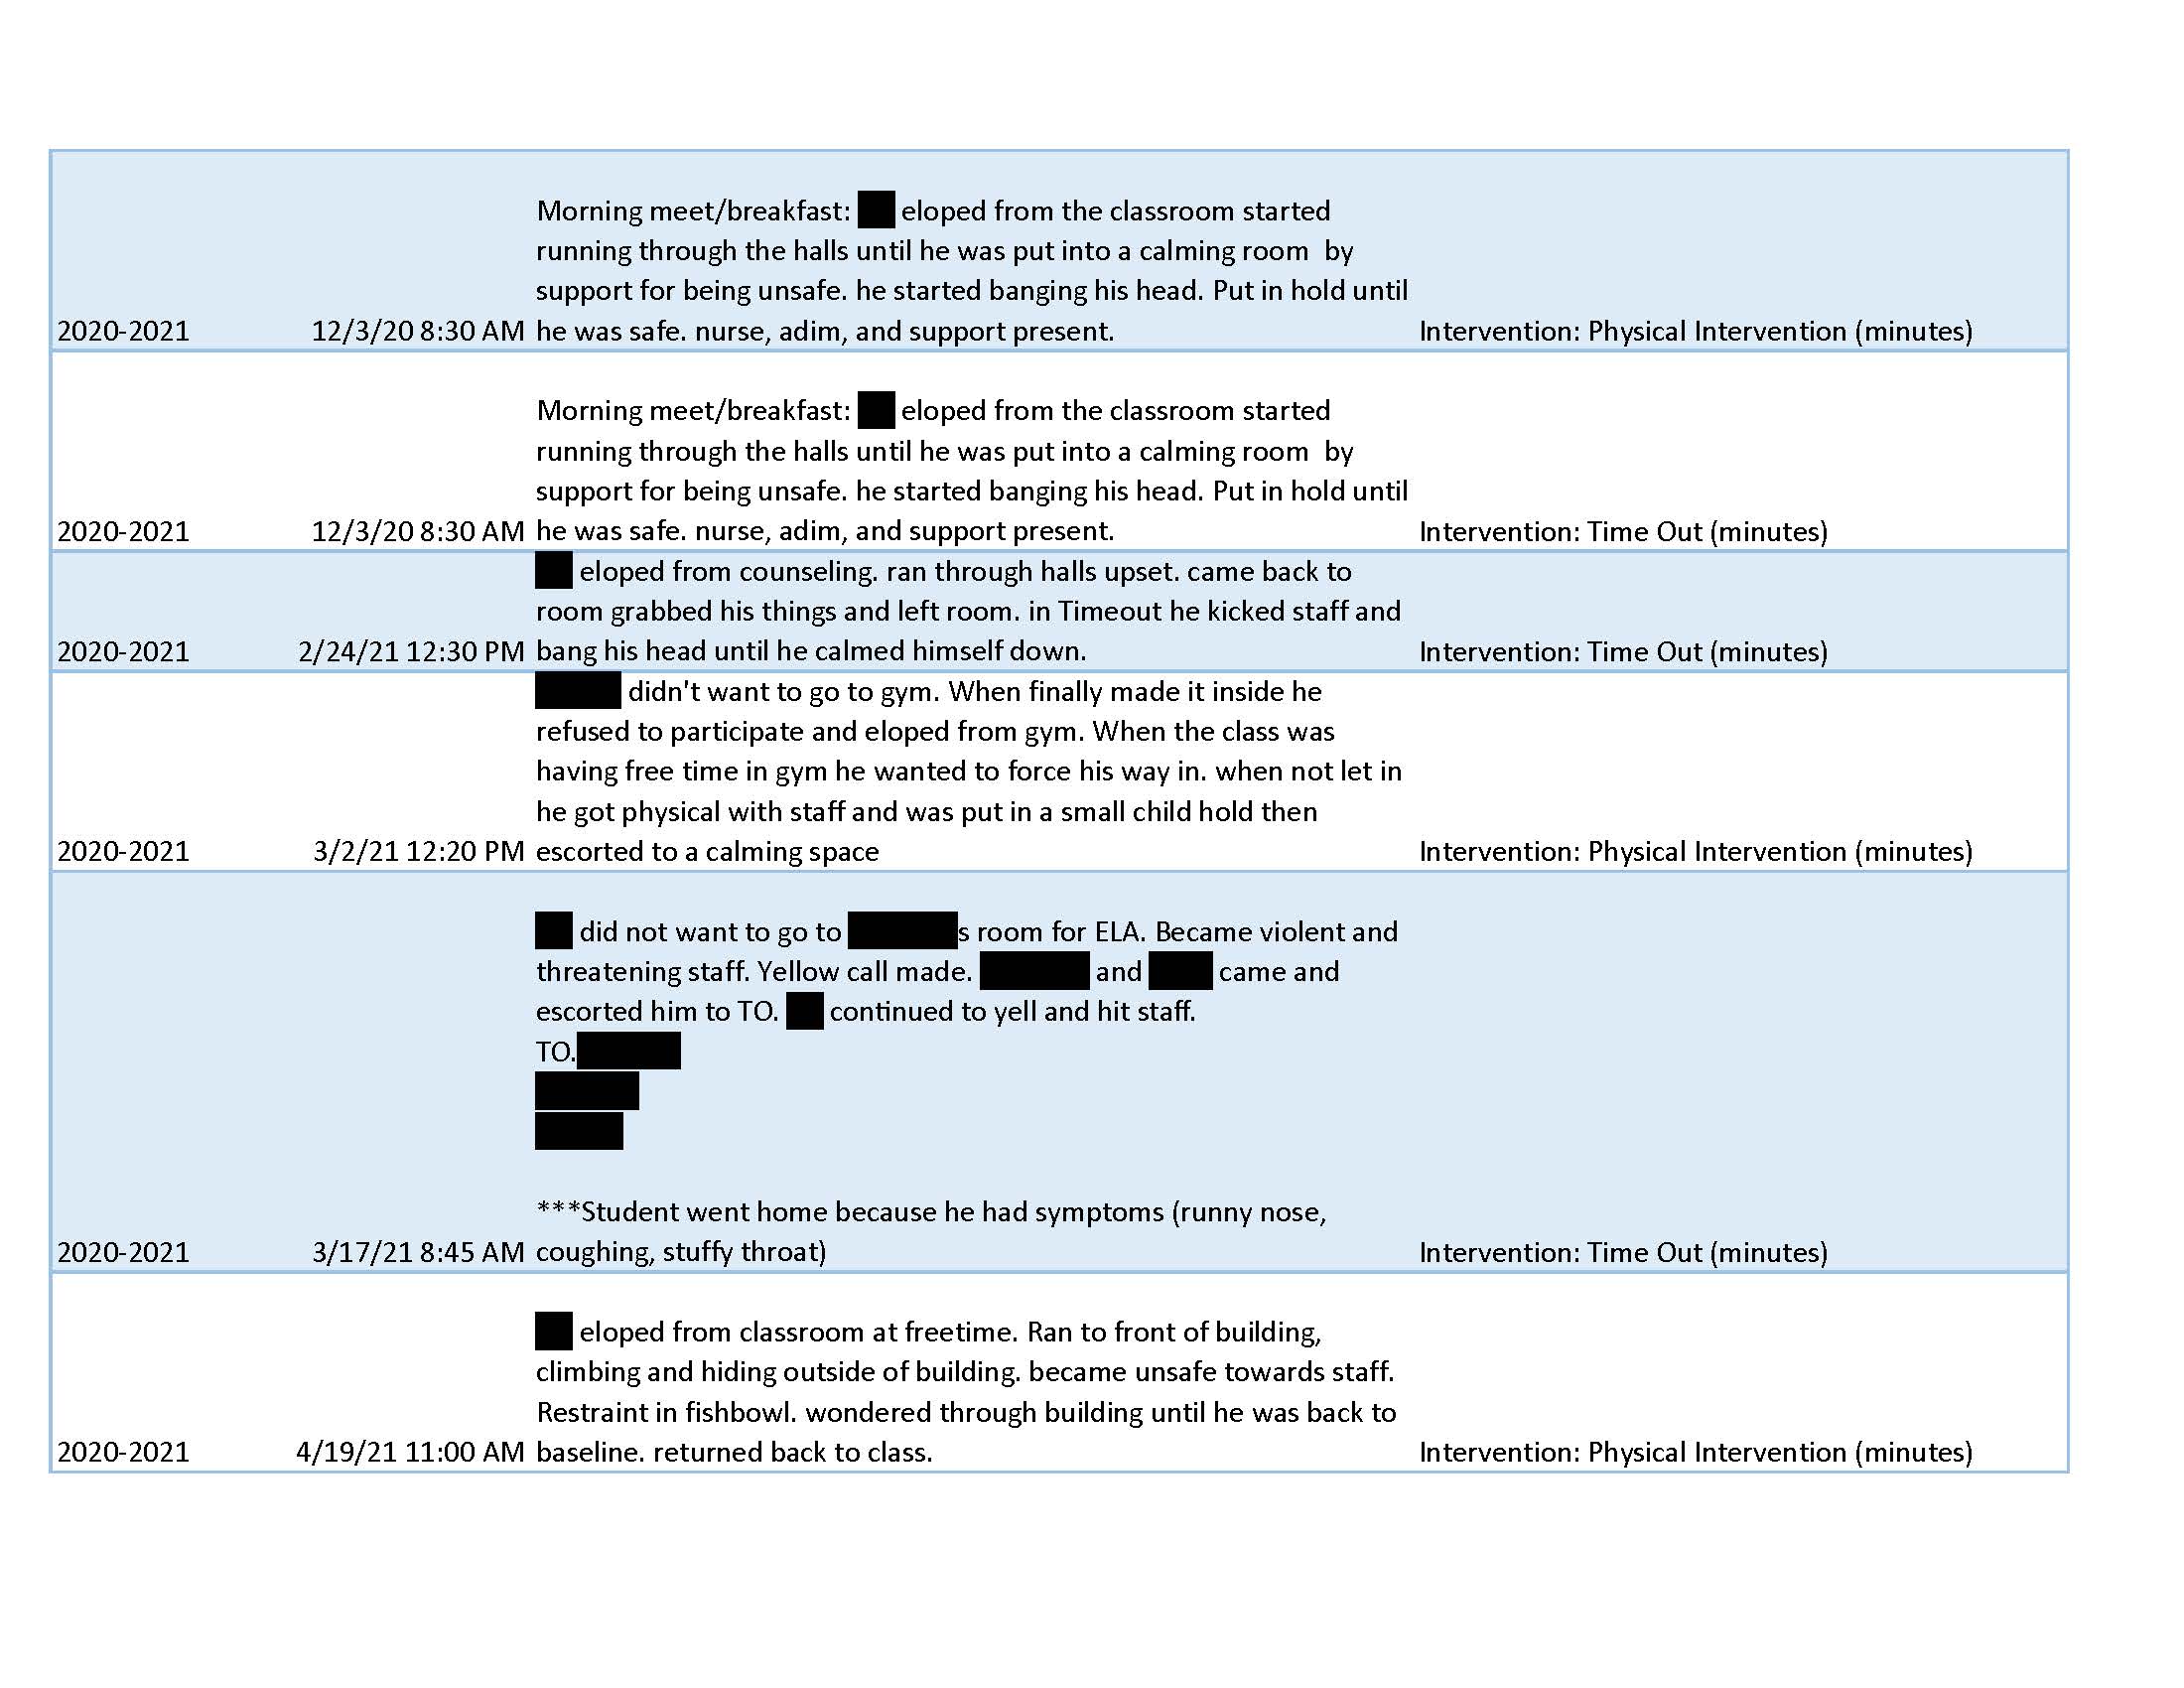 Morning meet/breakfast: eloped from the classroom started
running through the halls until he was put into a calming room  by
support for being unsafe. he started banging his head. Put in hold until
2020-2021 12/3/20 8:30 AM he was safe. nurse, adim, and support present. Intervention: Physical Intervention (minutes)
Morning meet/breakfast: eloped from the classroom started
running through the halls until he was put into a calming room  by
support for being unsafe. he started banging his head. Put in hold until
2020-2021 12/3/20 8:30 AM he was safe. nurse, adim, and support present. Intervention: Time Out (minutes)
eloped from counseling. ran through halls upset. came back to
room grabbed his things and left room. in Timeout he kicked staff and
2020-2021 2/24/21 12:30 PM bang his head until he calmed himself down. Intervention: Time Out (minutes)
didn't want to go to gym. When finally made it inside he
refused to participate and eloped from gym. When the class was
having free time in gym he wanted to force his way in. when not let in
he got physical with staff and was put in a small child hold then
2020-2021 3/2/21 12:20 PM escorted to a calming space Intervention: Physical Intervention (minutes)
did not want to go to s room for ELA. Became violent and
threatening staff. Yellow call made. and came and
escorted him to TO. continued to yell and hit staff.
TO.
***Student went home because he had symptoms (runny nose,
2020-2021 3/17/21 8:45 AM coughing, stuffy throat) Intervention: Time Out (minutes)
eloped from classroom at freetime. Ran to front of building,
climbing and hiding outside of building. became unsafe towards staff.
Restraint in fishbowl. wondered through building until he was back to
2020-2021 4/19/21 11:00 AM baseline. returned back to class. Intervention: Physical Intervention (minutes)